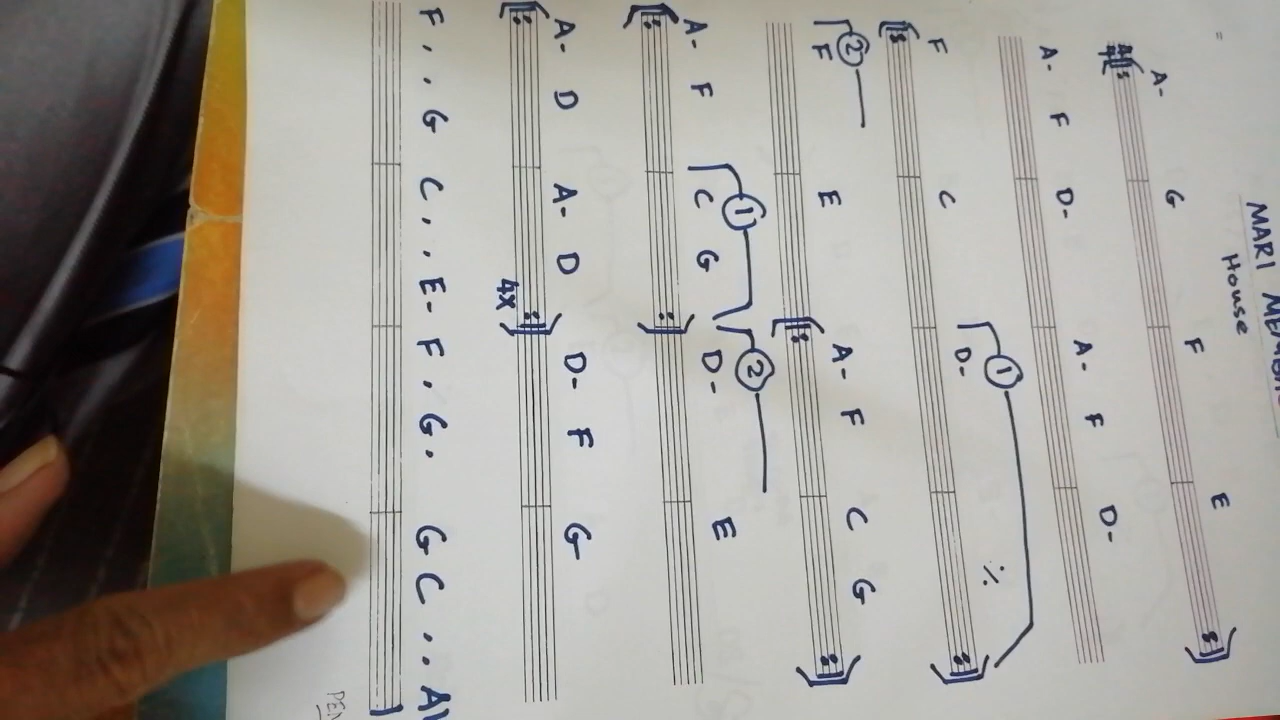 MARI
House
A- G F E
A- F D- A- F D-
F C D- ٪
F E A- F C G
A- F C G D- E
A- D A- D D- F G
4x
F . . G C . . E- F . G . G C . .